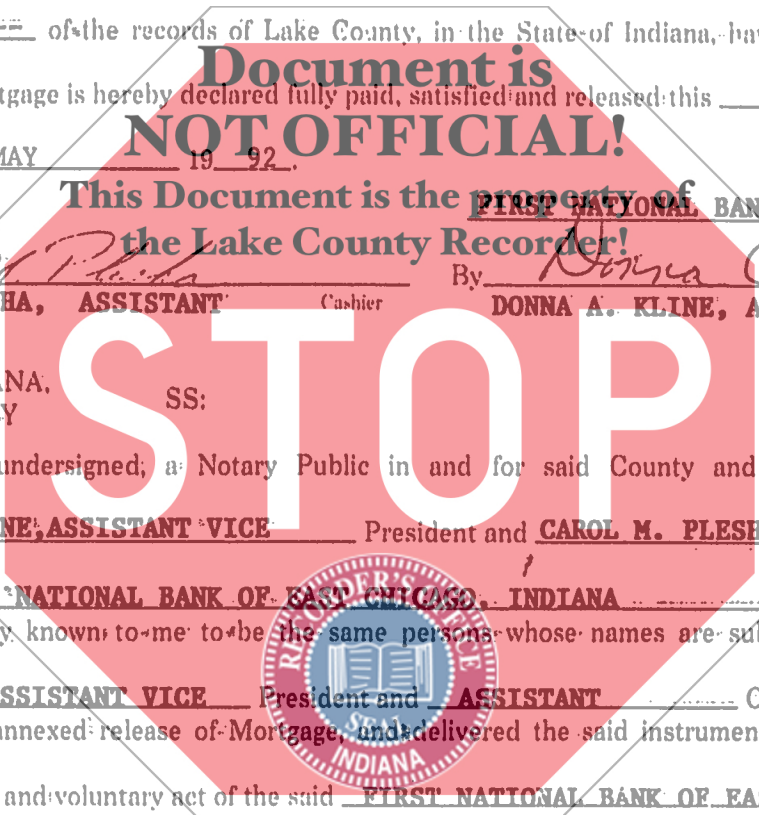 of the records of Lake County, in the State of Indiana,
Document is
tgage is hereby declared fully paid, satisfied and released this
NOT OFFICIAL!
MAY 19 92.
This Document is the property of
FIRST NATIONAL BAN
the Lake County Recorder!
By Donna
HA, ASSISTANT Cashier DONNA A. KLINE, A
STOP
NA,
Y SS:
undersigned, a Notary Public in and for said County and
NE, ASSISTANT VICE President and CAROL M. PLESH
NATIONAL BANK OF EAST CHICAGO, INDIANA
y known to me to be the same persons whose names are su
SSISTANT VICE President and ASSISTANT C
annexed release of Mortgage, and delivered the said instrumen
and voluntary act of the said FIRST NATIONAL BANK OF EA
RECORDER'S OFFICE
SEAL
INDIANA